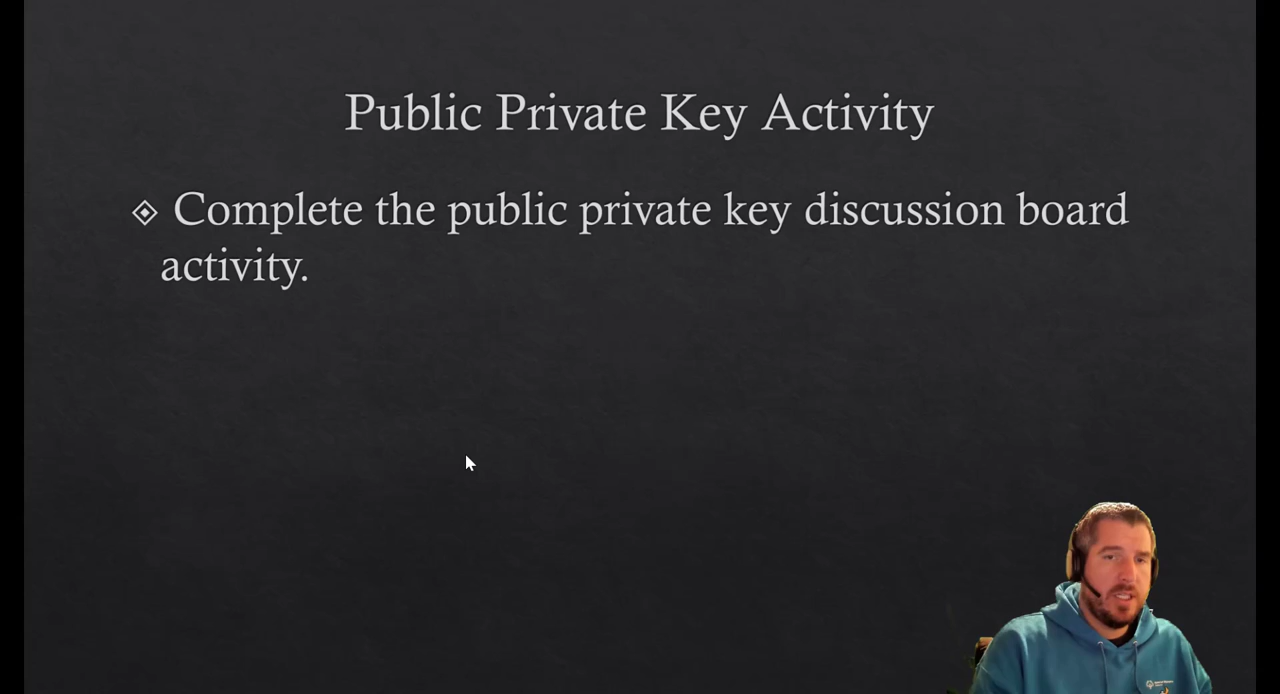 Public Private Key Activity
Complete the public private key discussion board
activity.